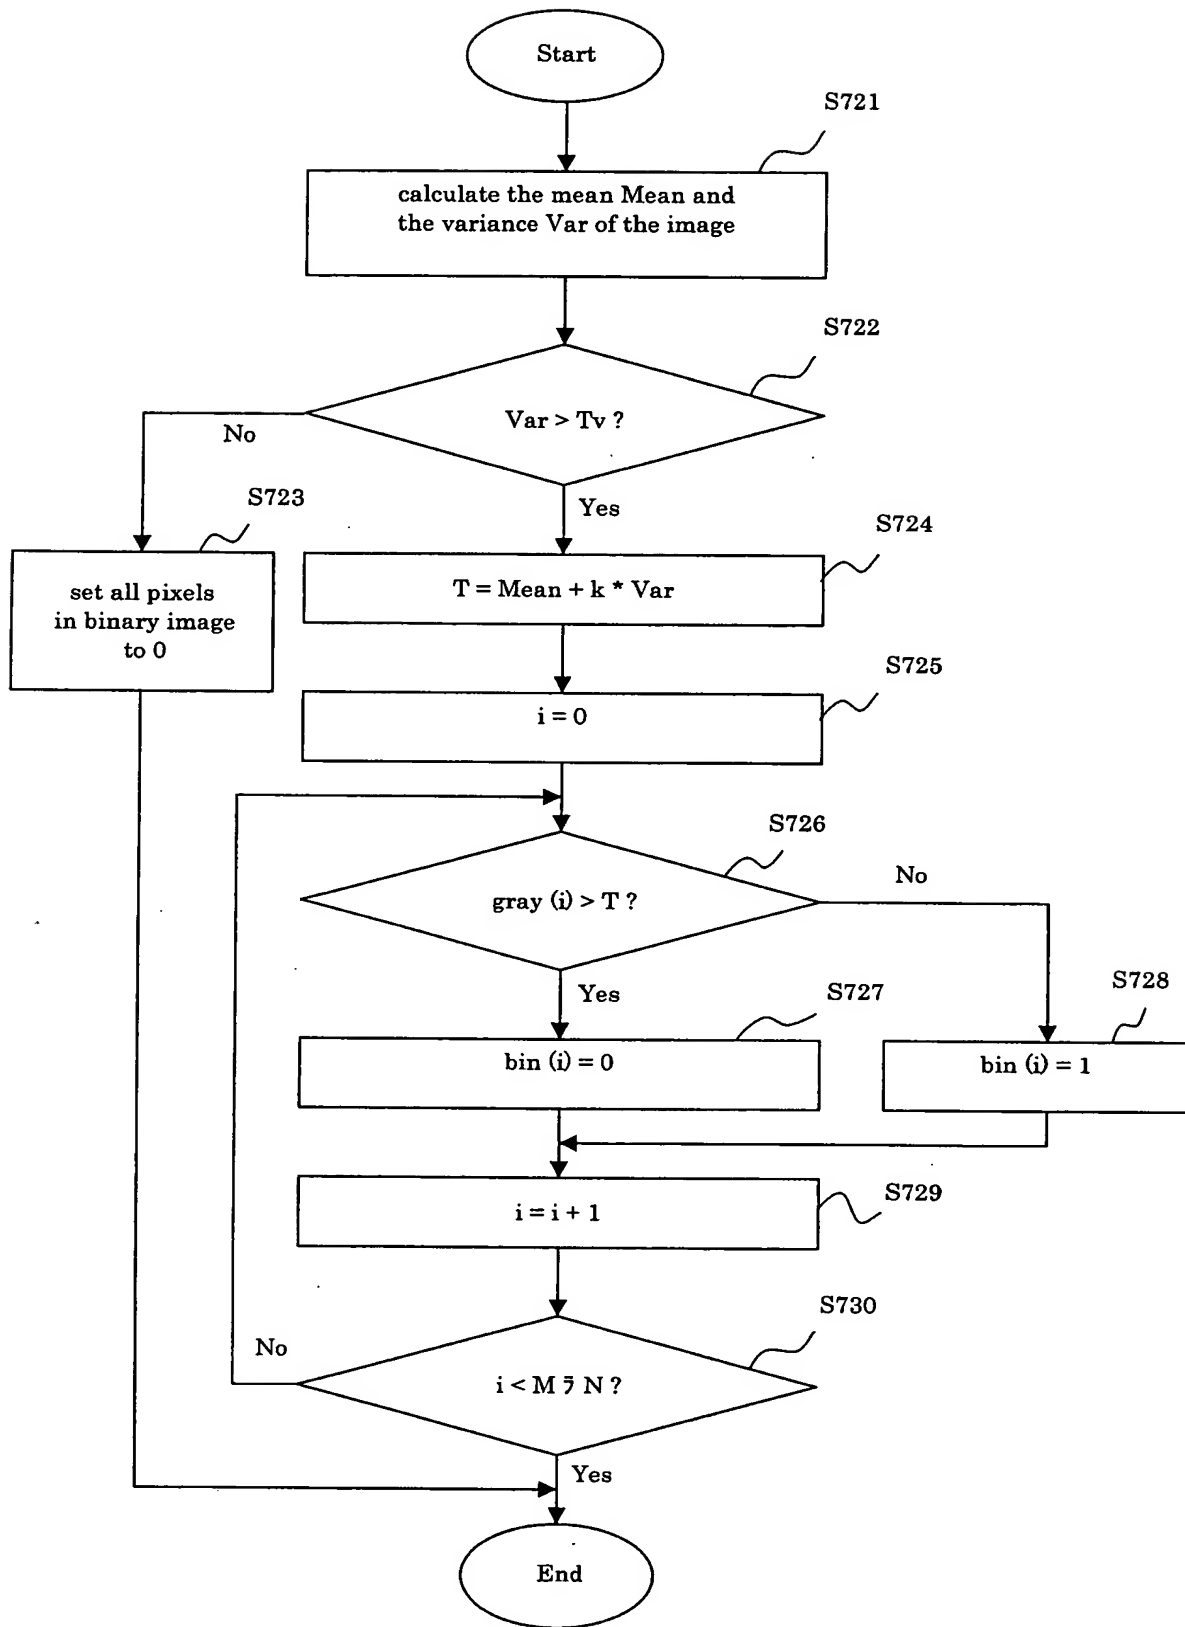 Start
S721
calculate the mean Mean and
the variance Var of the image
S722
Var > Tv ?
No
Yes
S723
set all pixels
in binary image
to 0
S724
T = Mean + k * Var
S725
i = 0
S726
gray (i) > T ?
No
Yes
S727
bin (i) = 0
S728
bin (i) = 1
S729
i = i + 1
S730
No
i < M ラ N ?
Yes
End